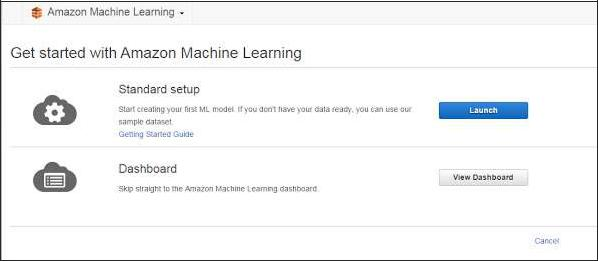 Amazon Machine Learning
Get started with Amazon Machine Learning
Standard setup
Start creating your first ML model. If you don't have your data ready, you can use our
sample dataset.
Getting Started Guide
Launch
Dashboard
Skip straight to the Amazon Machine Learning dashboard.
View Dashboard
Cancel